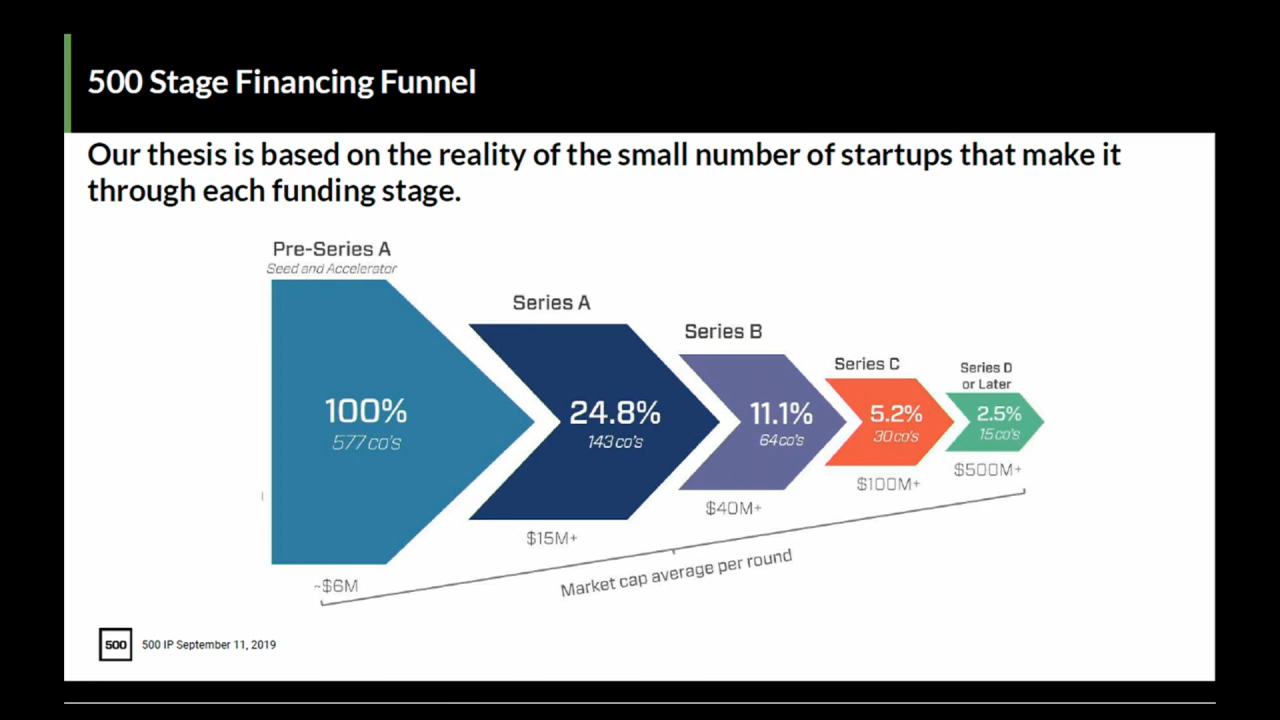 500 Stage Financing Funnel
Our thesis is based on the reality of the small number of startups that make it
through each funding stage.
Pre-Series A
Seed and Accelerator
100%
577 co's
~$6M
Series A
24.8%
143 co's
$15M+
Series B
11.1%
64 co's
$40M+
Series C
5.2%
30 co's
$100M+
Series D
or Later
2.5%
15 co's
$500M+
Market cap average per round
500
500 IP September 11, 2019